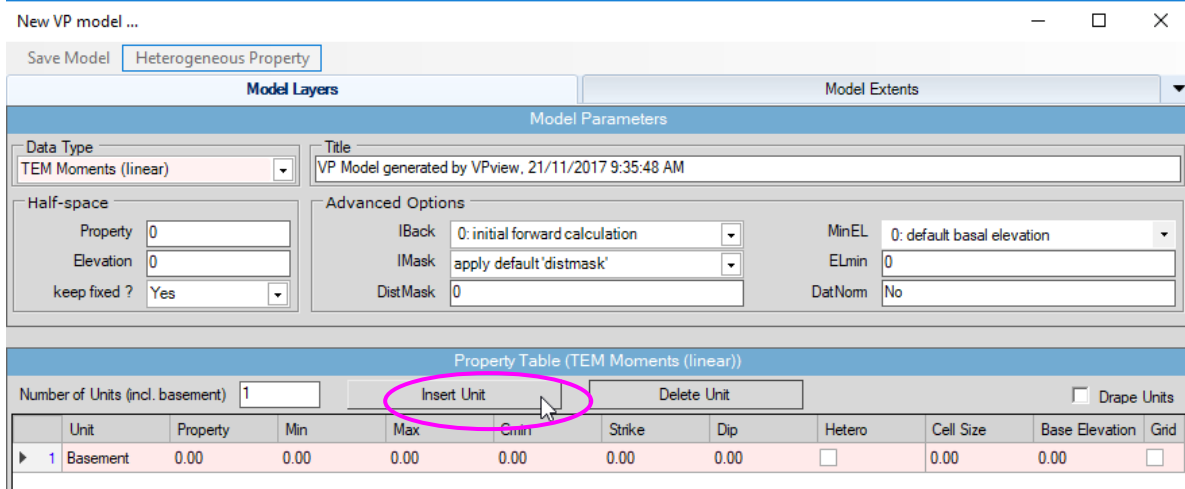 New VP model ...
Save Model Heterogeneous Property
Model Layers Model Extents
Model Parameters
Data Type Title
TEM Moments (linear) VP Model generated by VPview, 21/11/2017 9:35:48 AM
Half-space Advanced Options
Property 0 IBack 0: initial forward calculation MinEL 0: default basal elevation
Elevation 0 IMask apply default 'distmask' ELmin 0
keep fixed ? Yes DistMask 0 DatNorm No
Property Table (TEM Moments (linear))
Number of Units (incl. basement) 1 Insert Unit Delete Unit Drape Units
Unit Property Min Max Cmin Strike Dip Hetero Cell Size Base Elevation Grid
1 Basement 0.00 0.00 0.00 0.00 0.00 0.00 0.00 0.00